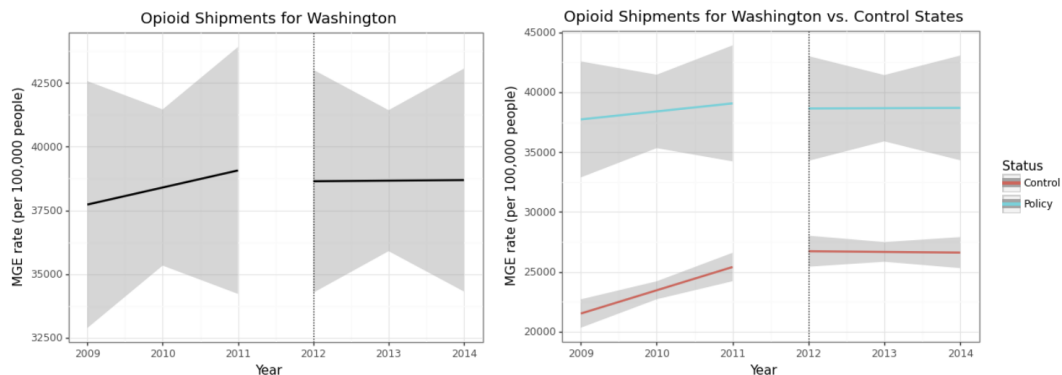 Opioid Shipments for Washington
MGE rate (per 100,000 people)
42500
40000
37500
35000
32500
2009 2010 2011 2012 2013 2014
Year
Opioid Shipments for Washington vs. Control States
MGE rate (per 100,000 people)
45000
40000
35000
30000
25000
20000
2009 2010 2011 2012 2013 2014
Year
Status
Control
Policy